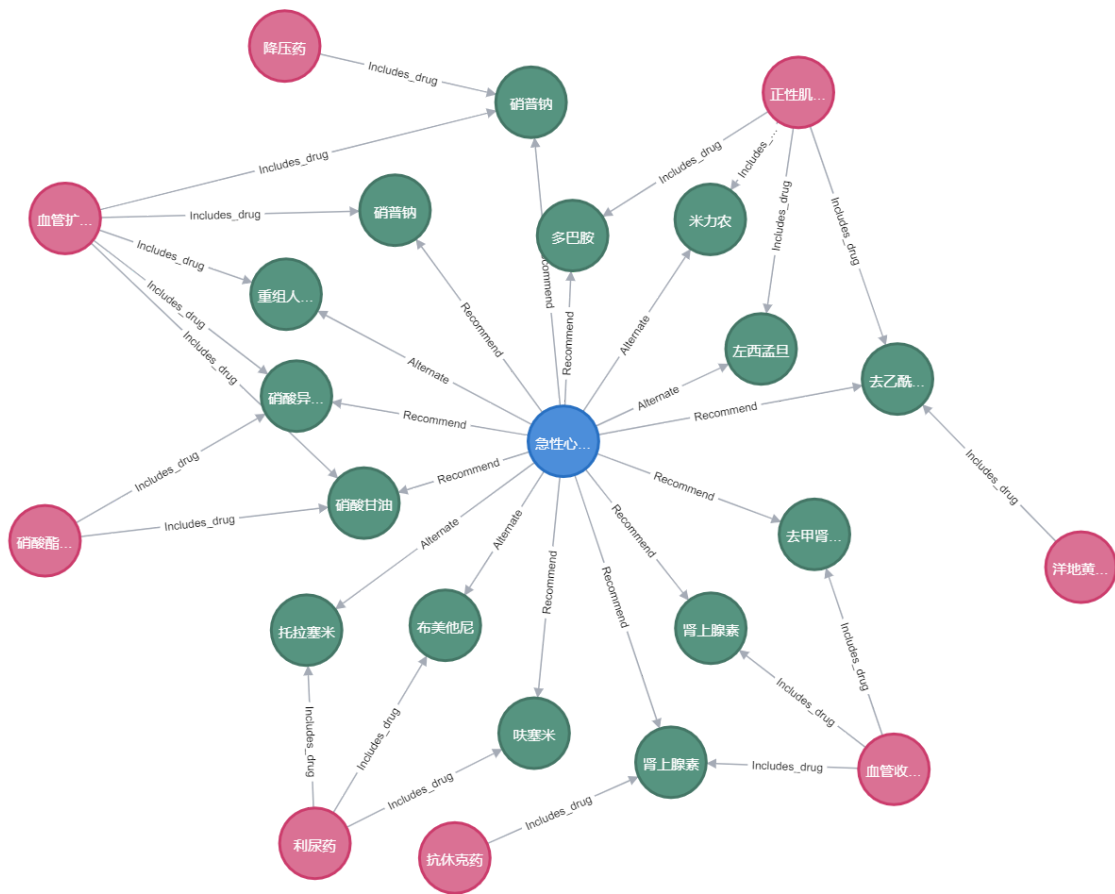 降压药
Includes_drug
硝普钠
正性肌…
Includes_drug
Includes_…
Includes_drug
血管扩…
Includes_drug
硝普钠
多巴胺
米力农
Includes_drug
Includes_drug
Includes_drug
重组人…
Includes_drug
Recommend
ecommend
Recommend
Alternate
左西孟旦
Includes_drug
Alternate
去乙酰…
硝酸异…
Recommend
Alternate
Recommend
急性心…
Includes_drug
Recommend
Includes_drug
硝酸甘油
Recommend
硝酸酯…
Includes_drug
Alternate
Alternate
Recommend
Recommend
Recommend
去甲肾…
洋地黄…
托拉塞米
布美他尼
肾上腺素
Includes_drug
Includes_drug
Includes_drug
Includes_drug
呋塞米
肾上腺素
Includes_drug
血管收…
Includes_drug
Includes_drug
利尿药
抗休克药